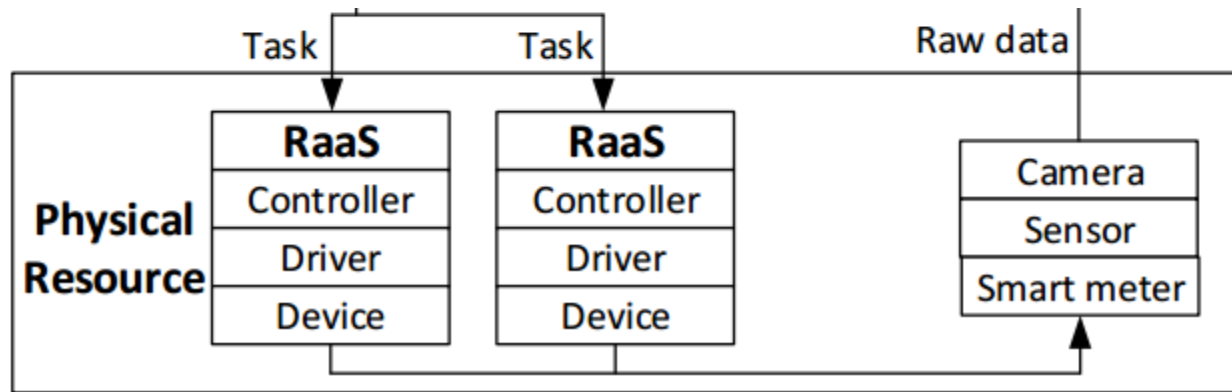 Task
Task
Raw data
RaaS
Controller
Driver
Device
RaaS
Controller
Driver
Device
Camera
Sensor
Smart meter
Physical
Resource